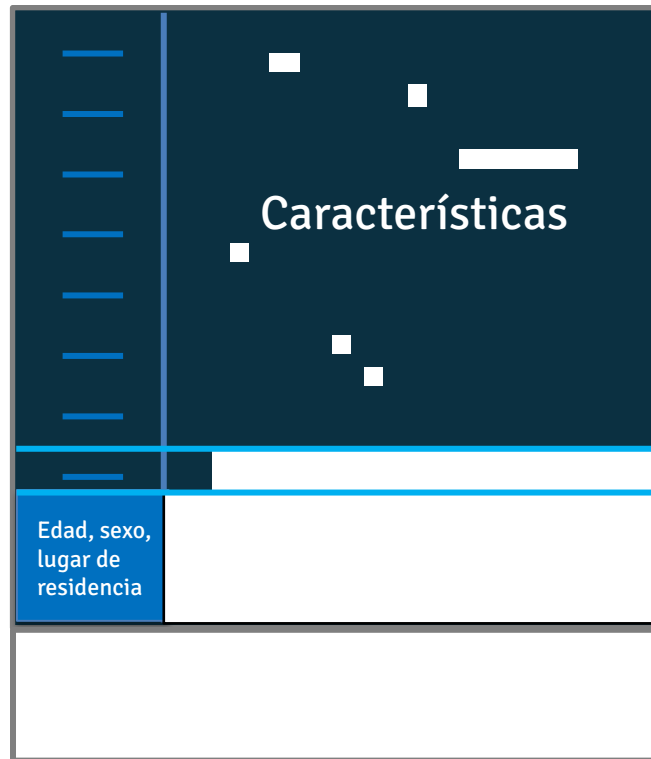 Características
Edad, sexo,
lugar de
residencia